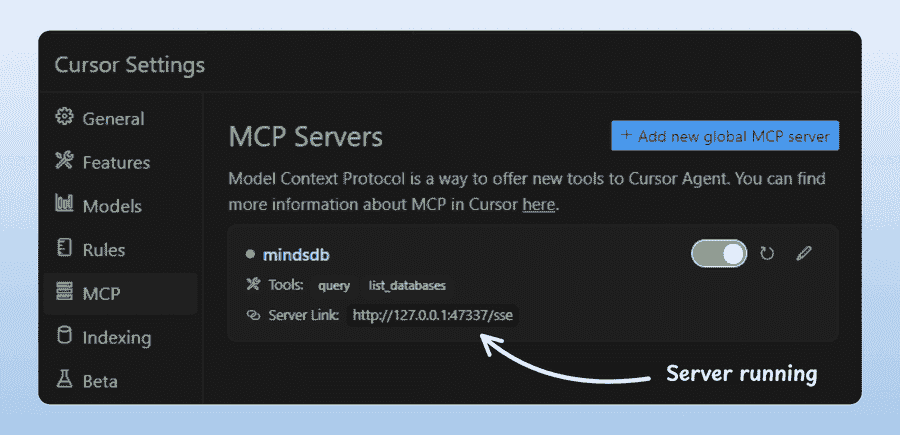 Cursor Settings
General
Features
Models
Rules
MCP
Indexing
Beta
MCP Servers
+ Add new global MCP server
Model Context Protocol is a way to offer new tools to Cursor Agent. You can find
more information about MCP in Cursor here.
mindsdb
Tools: query list_databases
Server Link: http://127.0.0.1:47337/sse
Server running